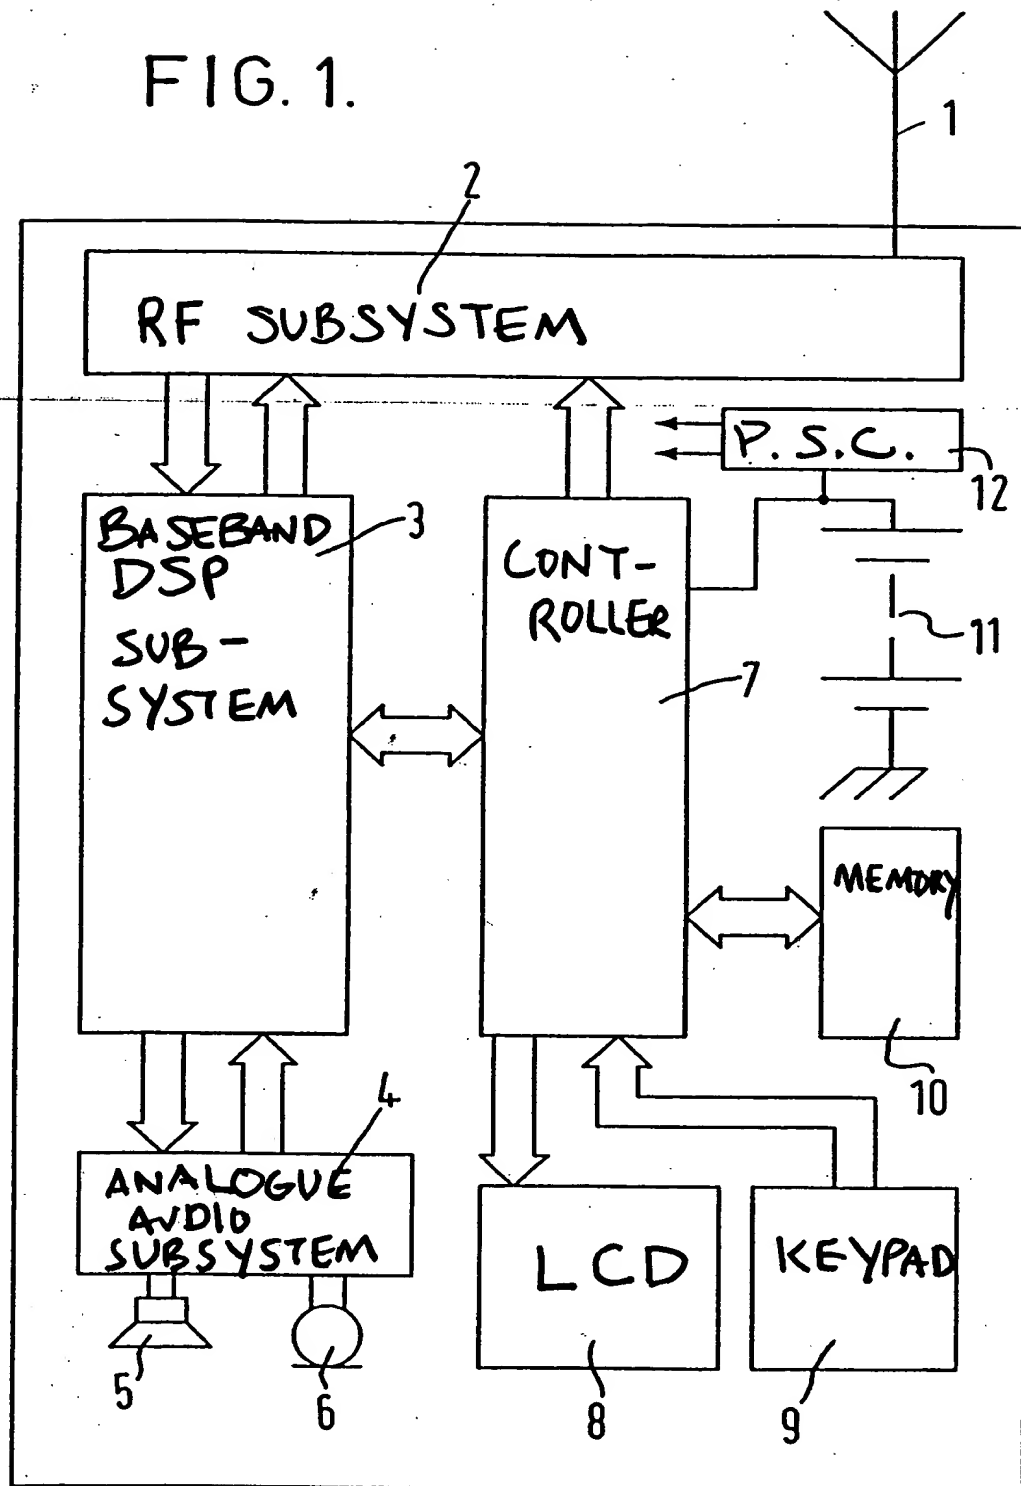 FIG. 1.
1
2
RF SUBSYSTEM
P. S. C.
12
BASEBAND
DSP
SUB-
SYSTEM
3
CONT-
ROLLER
11
7
MEMORY
10
4
ANALOGUE
AUDIO
SUBSYSTEM
LCD
KEYPAD
5
6
8
9